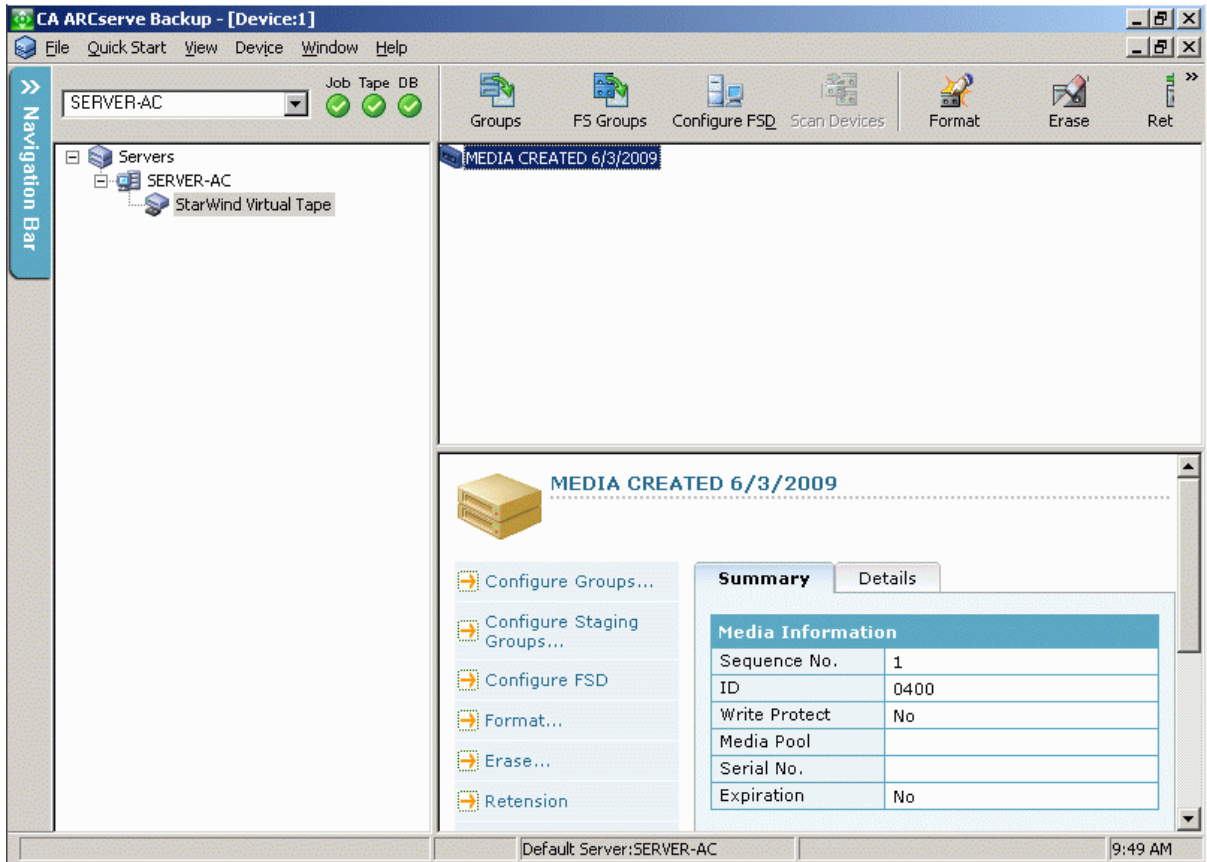 CA ARCserve Backup - [Device:1]
File Quick Start View Device Window Help
Navigation Bar
SERVER-AC
Job Tape DB
Groups FS Groups Configure FSD Scan Devices Format Erase Ret
Servers
SERVER-AC
StarWind Virtual Tape
MEDIA CREATED 6/3/2009
MEDIA CREATED 6/3/2009
Configure Groups...
Configure Staging
Groups...
Configure FSD
Format...
Erase...
Retension
Summary Details
Media Information
Sequence No. 1
ID 0400
Write Protect No
Media Pool
Serial No.
Expiration No
Default Server:SERVER-AC 9:49 AM